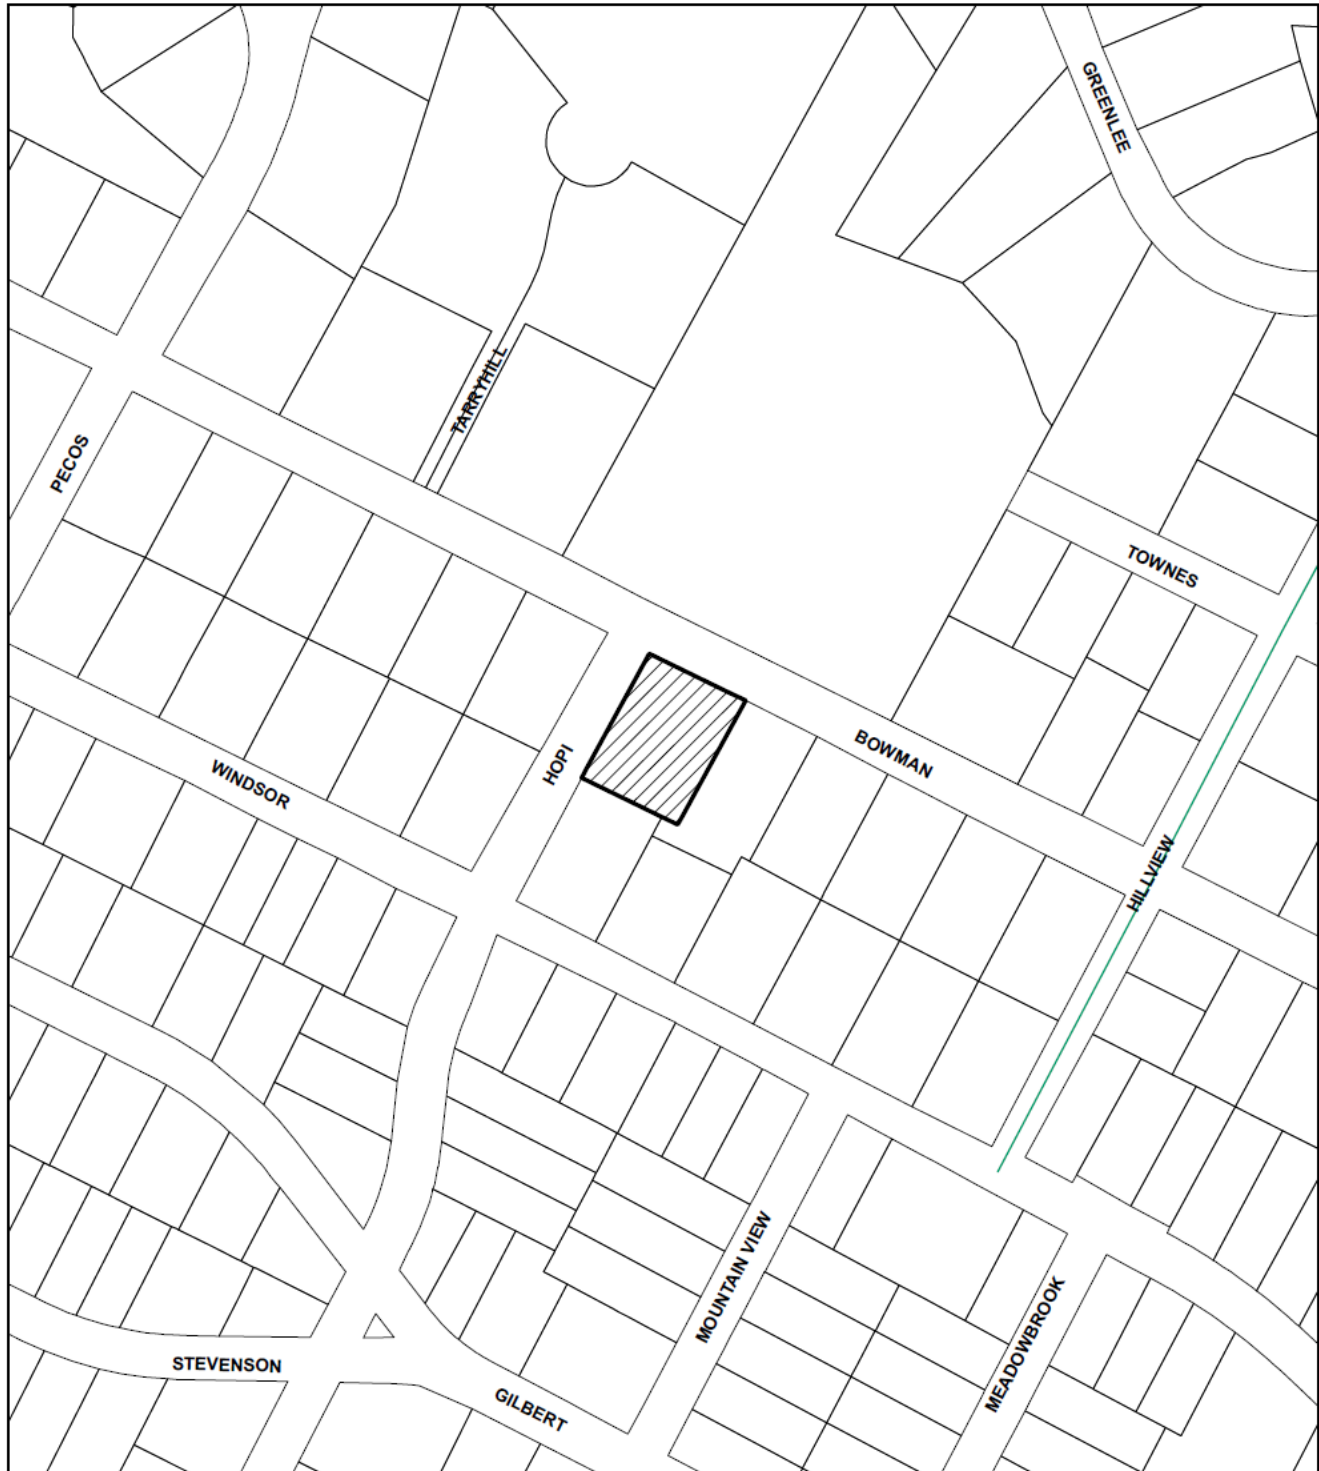 GREENLEE
TARRYHILL
PECOS
TOWNES
BOWMAN
HOPI
WINDSOR
HILLVIEW
MOUNTAIN VIEW
MEADOWBROOK
STEVENSON
GILBERT